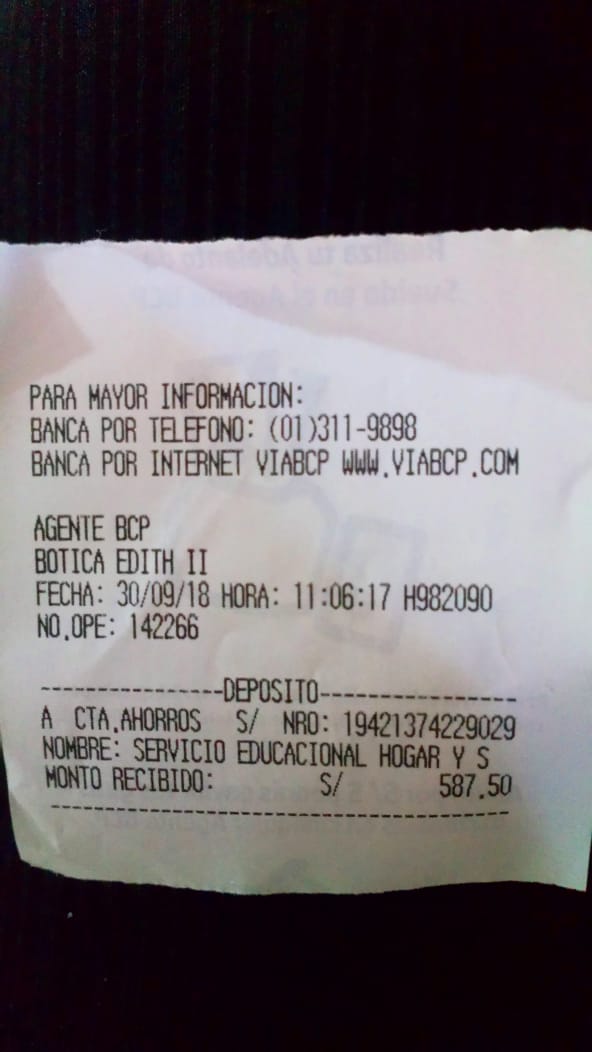 PARA MAYOR INFORMACION:
BANCA POR TELEFONO: (01)311-9898
BANCA POR INTERNET VIABCP WWW.VIABCP.COM
AGENTE BCP
BOTICA EDITH II
FECHA: 30/09/18 HORA: 11:06:17 H982090
NO.OPE: 142266
----------------DEPOSITO-----------------
A CTA.AHORROS S/ NRO: 19421374229029
NOMBRE: SERVICIO EDUCACIONAL HOGAR Y S
MONTO RECIBIDO: S/ 587.50
-----------------------------------------